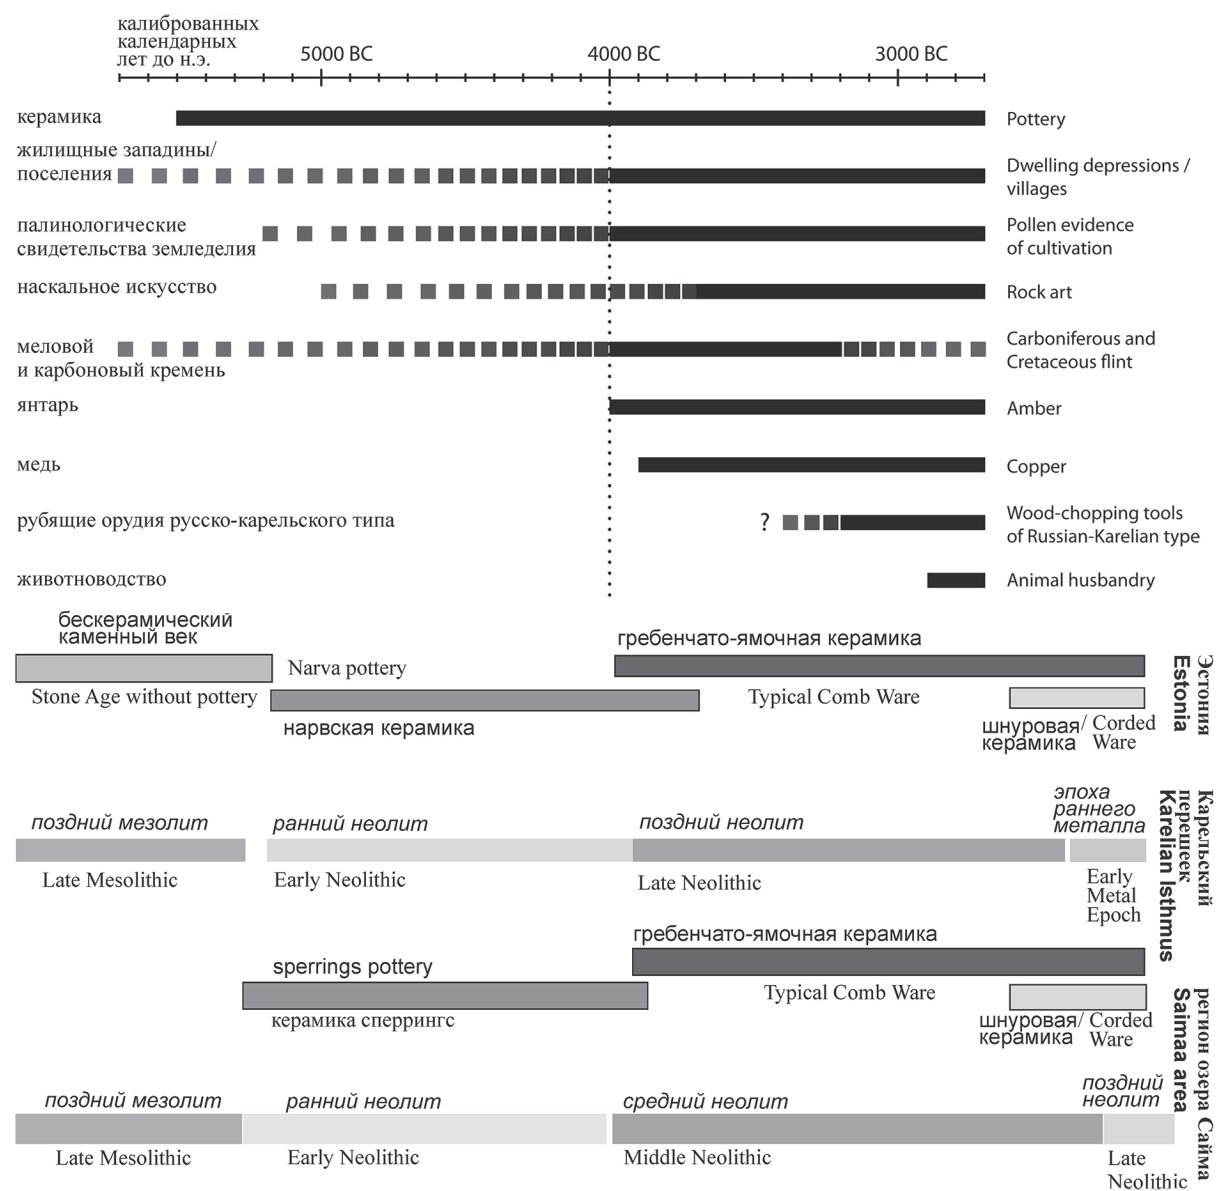 калиброванных
календарных
лет до н.э.
5000 BC
4000 BC
3000 BC
керамика
Pottery
жилищные западины/
поселения
Dwelling depressions /
villages
палинологические
свидетельства земледелия
Pollen evidence
of cultivation
наскальное искусство
Rock art
меловой
и карбоновый кремень
Carboniferous and
Cretaceous flint
янтарь
Amber
медь
Copper
рубящие орудия русско-карельского типа
?
Wood-chopping tools
of Russian-Karelian type
животноводство
Animal husbandry
бескерамический
каменный век
Stone Age without pottery
Narva pottery
нарвская керамика
гребенчато-ямочная керамика
Typical Comb Ware
шнуровая/ Corded
керамика Ware
Эстония
Estonia
поздний мезолит
Late Mesolithic
ранний неолит
Early Neolithic
поздний неолит
Late Neolithic
эпоха
раннего
металла
Early
Metal
Epoch
Карельский
перешеек
Karelian Isthmus
sperrings pottery
керамика сперрингс
гребенчато-ямочная керамика
Typical Comb Ware
шнуровая/ Corded
керамика Ware
поздний мезолит
Late Mesolithic
ранний неолит
Early Neolithic
средний неолит
Middle Neolithic
поздний
неолит
Late
Neolithic
регион озера Сайма
Saimaa area